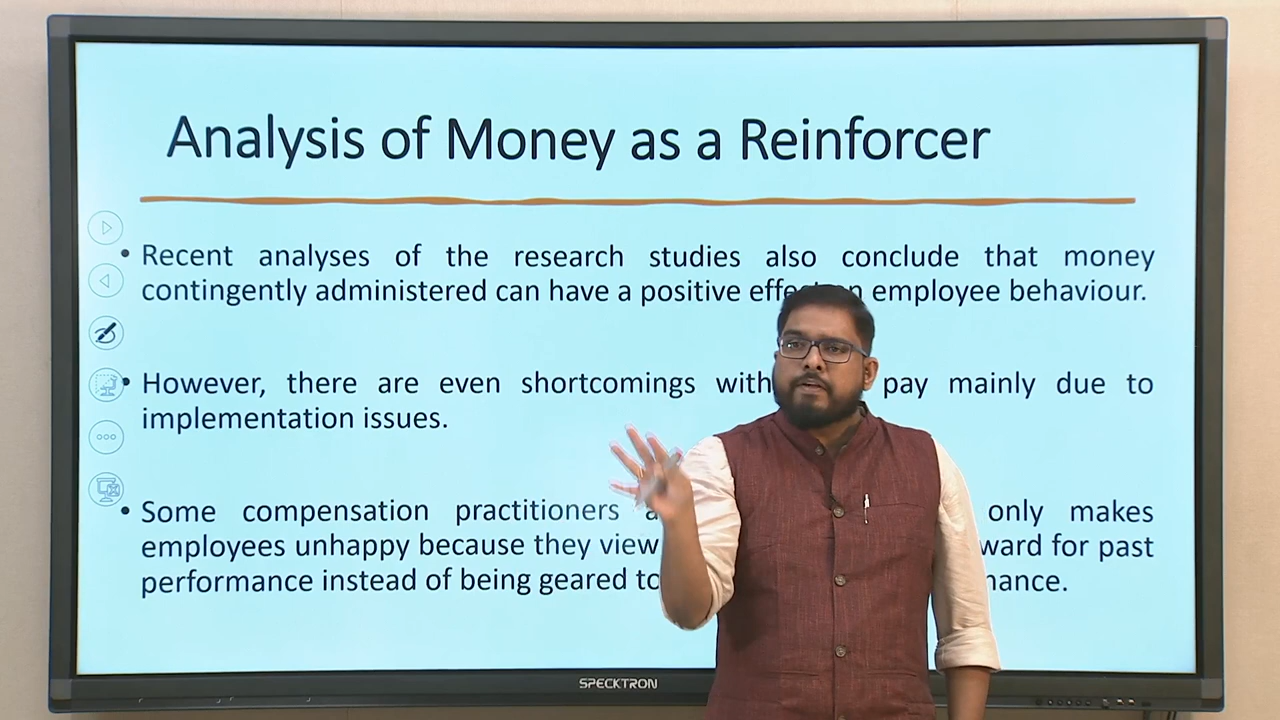 Analysis of Money as a Reinforcer
• Recent analyses of the research studies also conclude that money
contingently administered can have a positive employee behaviour.
• However, there are even shortcomings with pay mainly due to
implementation issues.
• Some compensation practitioners only makes
employees unhappy because they view for past
performance instead of being geared
SPECKTRON